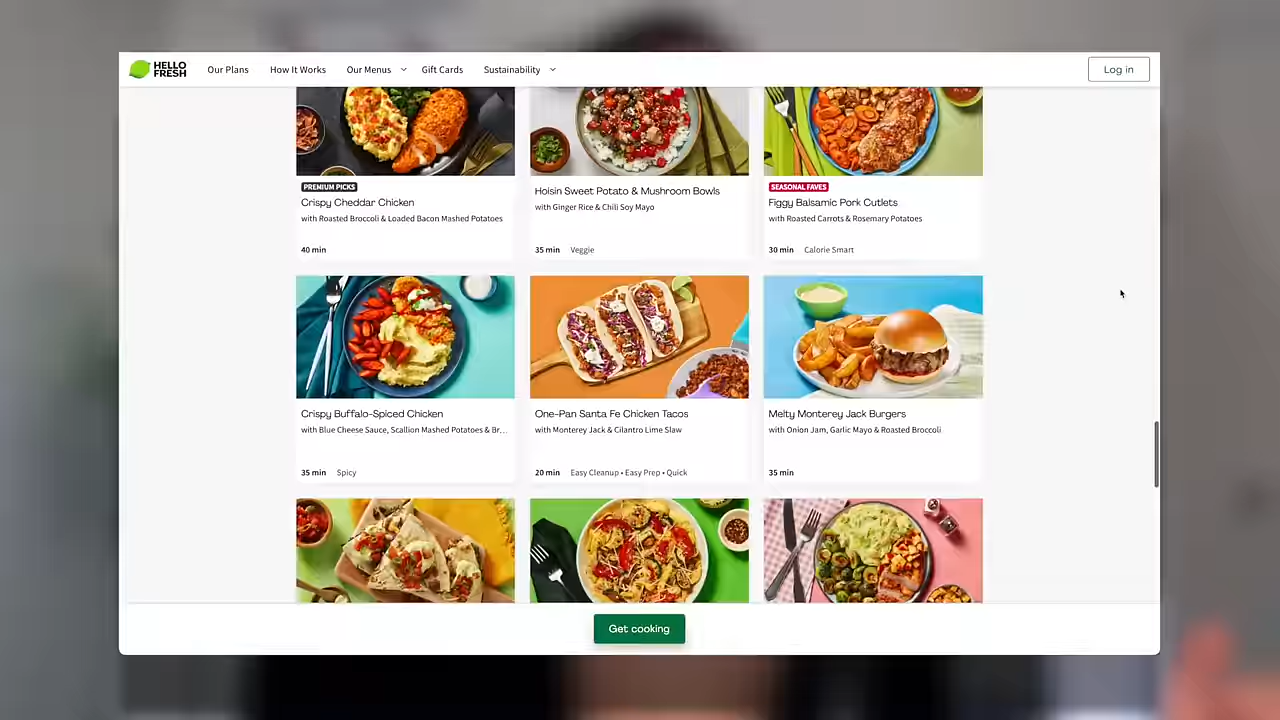 HELLO
FRESH
Our Plans
How It Works
Our Menus
Gift Cards
Sustainability
Log in
PREMIUM PICKS
Crispy Cheddar Chicken
with Roasted Broccoli & Loaded Bacon Mashed Potatoes
40 min
Hoisin Sweet Potato & Mushroom Bowls
with Ginger Rice & Chili Soy Mayo
35 min Veggie
SEASONAL FAVES
Figgy Balsamic Pork Cutlets
with Roasted Carrots & Rosemary Potatoes
30 min Calorie Smart
Crispy Buffalo-Spiced Chicken
with Blue Cheese Sauce, Scallion Mashed Potatoes & Br...
35 min Spicy
One-Pan Santa Fe Chicken Tacos
with Monterey Jack & Cilantro Lime Slaw
20 min Easy Cleanup • Easy Prep • Quick
Melty Monterey Jack Burgers
with Onion Jam, Garlic Mayo & Roasted Broccoli
35 min
Get cooking